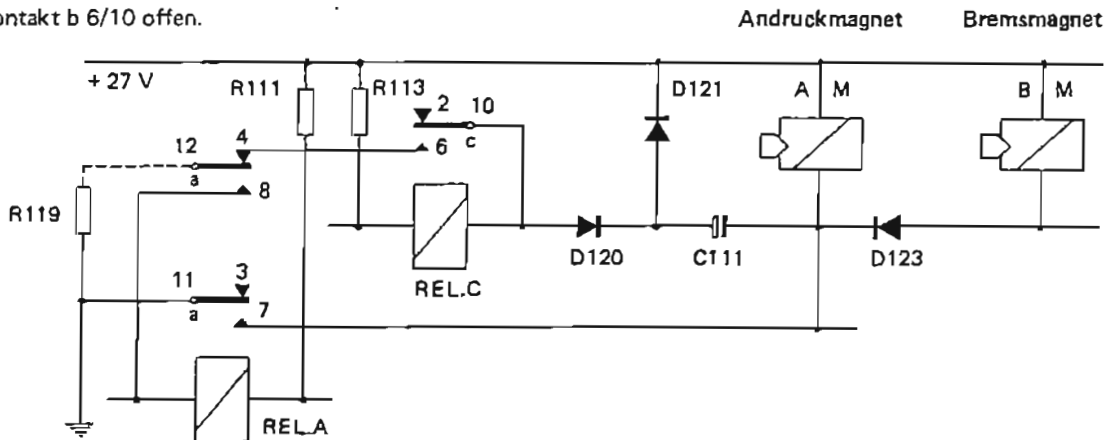 ontakt b 6/10 offen.
Andruckmagnet Bremsmagnet
+ 27 V
R111 R113 D121 A M B M
2 10
c
6
12 4
a
8
R119
D120 C111 D123
REL.C
11 3
a
7
REL.A